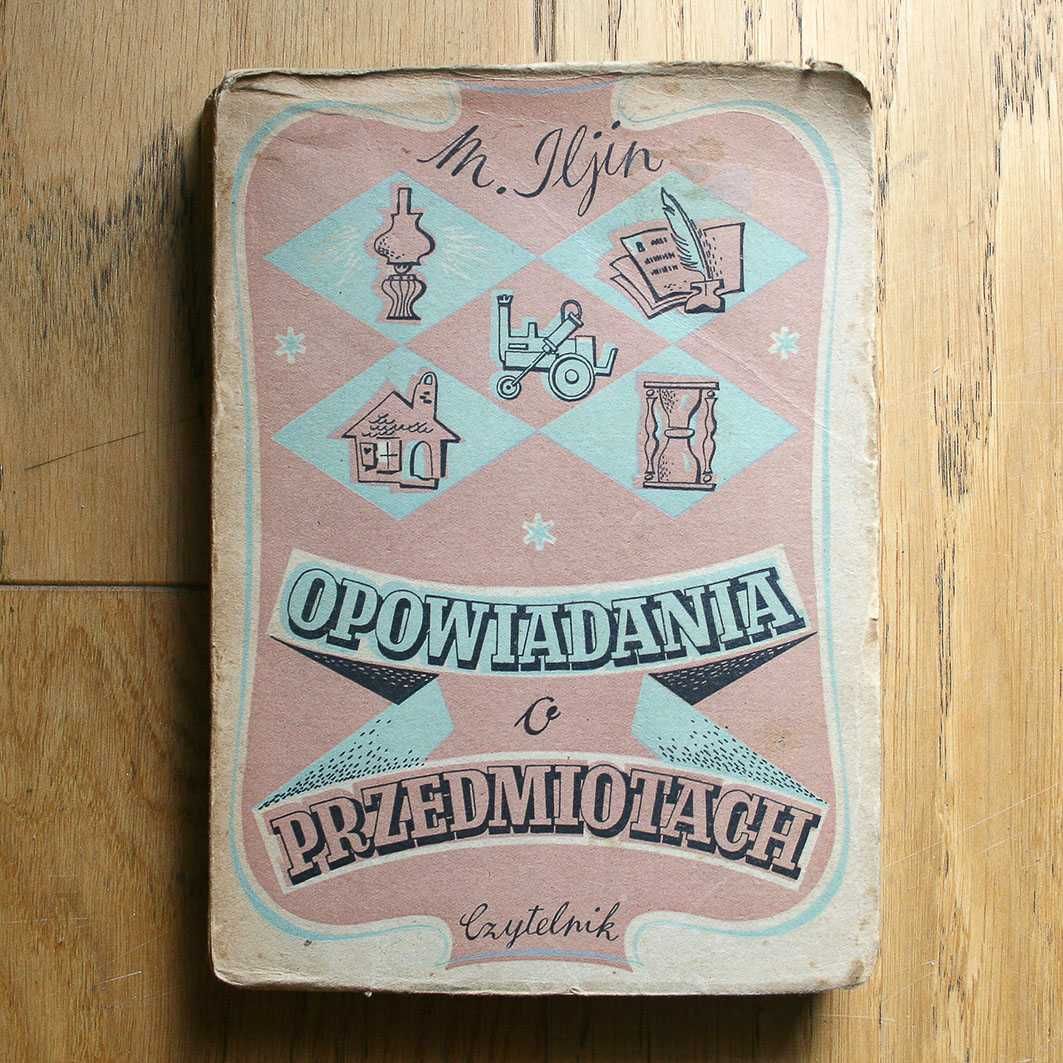 M. Iljin
OPOWIADANIA
o
PRZEDMIOTACH
Czytelnik